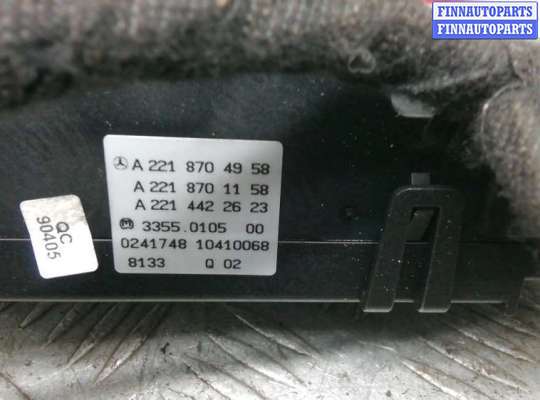 FINNAUTOPARTS
FINNAUTOPARTS
A 221 870 49 58
A 221 870 11 58
A 221 442 26 23
3355.0105 00
0241748 10410068
8133 Q 02
QC
90405